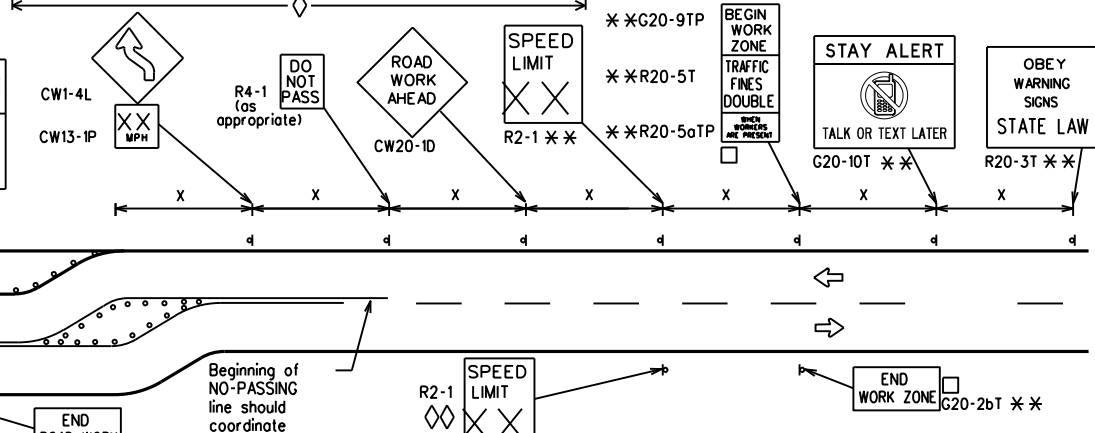 CW1-4L
X X
MPH
CW13-1P
R4-1
(as
appropriate)
DO
NOT
PASS
ROAD
WORK
AHEAD
CW20-1D
SPEED
LIMIT
X X
R2-1 **
**G20-9TP
**R20-5T
**R20-5aTP
BEGIN
WORK
ZONE
TRAFFIC
FINES
DOUBLE
WHEN
WORKERS
ARE PRESENT
STAY ALERT
TALK OR TEXT LATER
G20-10T **
OBEY
WARNING
SIGNS
STATE LAW
R20-3T **
X X X X X X X
Beginning of
NO-PASSING
line should
coordinate
R2-1
SPEED
LIMIT
X X
END
WORK ZONE
G20-2bT **
END
ROAD WORK